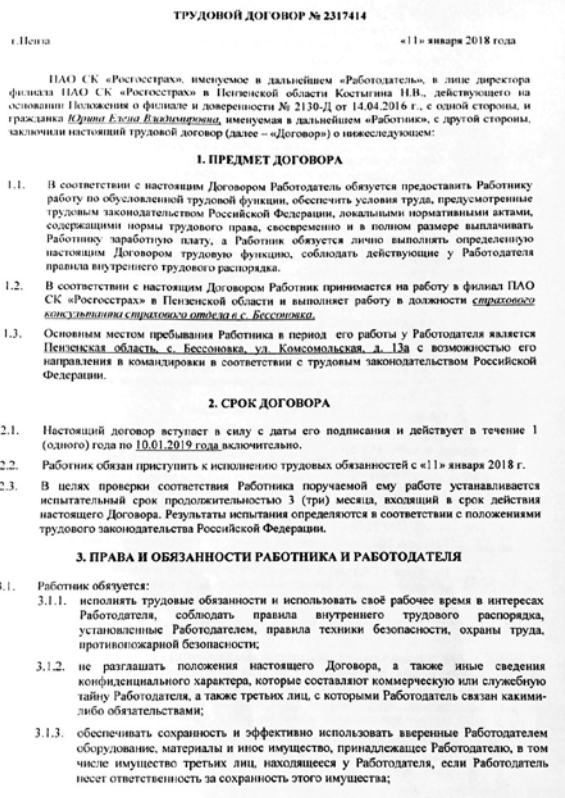 ТРУДОВОЙ ДОГОВОР № 2317414
г.Пенза «11» января 2018 года
ПАО СК «Росгосстрах», именуемое в дальнейшем «Работодатель», в лице директора
филиала ПАО СК «Росгосстрах» в Пензенской области Костыгина Н.В., действующего на
основании Положения о филиале и доверенности № 2130-Д от 14.04.2016 г., с одной стороны, и
гражданка Юрина Елена Владимировна, именуемая в дальнейшем «Работник», с другой стороны,
заключили настоящий трудовой договор (далее – «Договор») о нижеследующем:
1. ПРЕДМЕТ ДОГОВОРА
1.1. В соответствии с настоящим Договором Работодатель обязуется предоставить Работнику
работу по обусловленной трудовой функции, обеспечить условия труда, предусмотренные
трудовым законодательством Российской Федерации, локальными нормативными актами,
содержащими нормы трудового права, своевременно и в полном размере выплачивать
Работнику заработную плату, а Работник обязуется лично выполнять определенную
настоящим Договором трудовую функцию, соблюдать действующие у Работодателя
правила внутреннего трудового распорядка.
1.2. В соответствии с настоящим Договором Работник принимается на работу в филиал ПАО
СК «Росгосстрах» в Пензенской области и выполняет работу в должности страхового
консультанта страхового отдела в с. Бессоновка.
1.3. Основным местом пребывания Работника в период его работы у Работодателя является
Пензенская область, с. Бессоновка, ул. Комсомольская, д. 13а с возможностью его
направления в командировки в соответствии с трудовым законодательством Российской
Федерации.
2. СРОК ДОГОВОРА
2.1. Настоящий договор вступает в силу с даты его подписания и действует в течение 1
(одного) года по 10.01.2019 года включительно.
2.2. Работник обязан приступить к исполнению трудовых обязанностей с «11» января 2018 г.
2.3. В целях проверки соответствия Работника поручаемой ему работе устанавливается
испытательный срок продолжительностью 3 (три) месяца, входящий в срок действия
настоящего Договора. Результаты испытания определяются в соответствии с положениями
трудового законодательства Российской Федерации.
3. ПРАВА И ОБЯЗАННОСТИ РАБОТНИКА И РАБОТОДАТЕЛЯ
3.1. Работник обязуется:
3.1.1. исполнять трудовые обязанности и использовать своё рабочее время в интересах
Работодателя, соблюдать правила внутреннего трудового распорядка,
установленные Работодателем, правила техники безопасности, охраны труда,
противопожарной безопасности;
3.1.2. не разглашать положения настоящего Договора, а также иные сведения
конфиденциального характера, которые составляют коммерческую или служебную
тайну Работодателя, а также третьих лиц, с которыми Работодатель связан какими-
либо обязательствами;
3.1.3. обеспечивать сохранность и эффективно использовать вверенные Работодателем
оборудование, материалы и иное имущество, принадлежащее Работодателю, в том
числе имущество третьих лиц, находящееся у Работодателя, если Работодатель
несет ответственность за сохранность этого имущества;